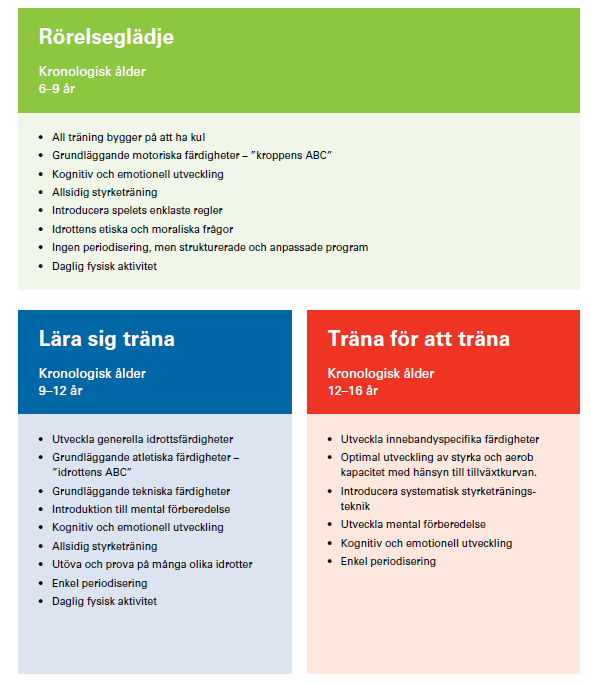 Rörelseglädje
Kronologisk ålder
6–9 år
• All träning bygger på att ha kul
• Grundläggande motoriska färdigheter – ”kroppens ABC”
• Kognitiv och emotionell utveckling
• Allsidig styrketräning
• Introducera spelets enklaste regler
• Idrottens etiska och moraliska frågor
• Ingen periodisering, men strukturerade och anpassade program
• Daglig fysisk aktivitet
Lära sig träna
Kronologisk ålder
9–12 år
• Utveckla generella idrottsfärdigheter
• Grundläggande atletiska färdigheter –
”idrottens ABC”
• Grundläggande tekniska färdigheter
• Introduktion till mental förberedelse
• Kognitiv och emotionell utveckling
• Allsidig styrketräning
• Utöva och prova på många olika idrotter
• Enkel periodisering
• Daglig fysisk aktivitet
Träna för att träna
Kronologisk ålder
12–16 år
• Utveckla innebandyspecifika färdigheter
• Optimal utveckling av styrka och aerob
kapacitet med hänsyn till tillväxtkurvan.
• Introducera systematisk styrketränings-
teknik
• Utveckla mental förberedelse
• Kognitiv och emotionell utveckling
• Enkel periodisering